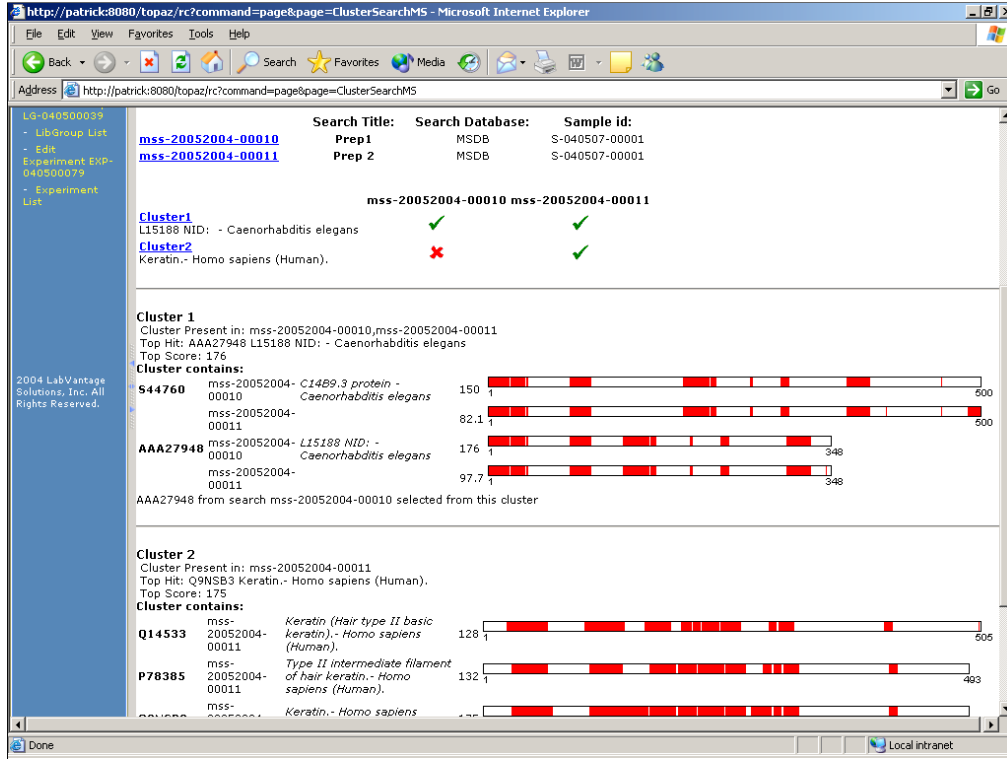 http://patrick:8080/topaz/rc?command=page&page=ClusterSearchMS - Microsoft Internet Explorer
File Edit View Favorites Tools Help
Back Search Favorites Media
Address http://patrick:8080/topaz/rc?command=page&page=ClusterSearchMS Go
LG-040500039
- LibGroup List
- Edit
Experiment EXP-
040500079
- Experiment
List
2004 LabVantage
Solutions, Inc. All
Rights Reserved.
Search Title: Search Database: Sample id:
mss-20052004-00010 Prep1 MSDB S-040507-00001
mss-20052004-00011 Prep 2 MSDB S-040507-00001
mss-20052004-00010 mss-20052004-00011
Cluster1
L15188 NID: - Caenorhabditis elegans
Cluster2
Keratin.- Homo sapiens (Human).
Cluster 1
Cluster Present in: mss-20052004-00010,mss-20052004-00011
Top Hit: AAA27948 L15188 NID: - Caenorhabditis elegans
Top Score: 176
Cluster contains:
S44760 mss-20052004-00010 C14B9.3 protein - Caenorhabditis elegans 150 1 500
mss-20052004-00011 82.1 1 500
AAA27948 mss-20052004-00010 L15188 NID: - Caenorhabditis elegans 176 1 348
mss-20052004-00011 97.7 1 348
AAA27948 from search mss-20052004-00010 selected from this cluster
Cluster 2
Cluster Present in: mss-20052004-00011
Top Hit: Q9NSB3 Keratin.- Homo sapiens (Human).
Top Score: 175
Cluster contains:
Q14533 mss-20052004-00011 Keratin (Hair type II basic keratin).- Homo sapiens (Human). 128 1 505
P78385 mss-20052004-00011 Type II intermediate filament of hair keratin.- Homo sapiens (Human). 132 1 493
mss-
Keratin.- Homo sapiens
Done Local intranet